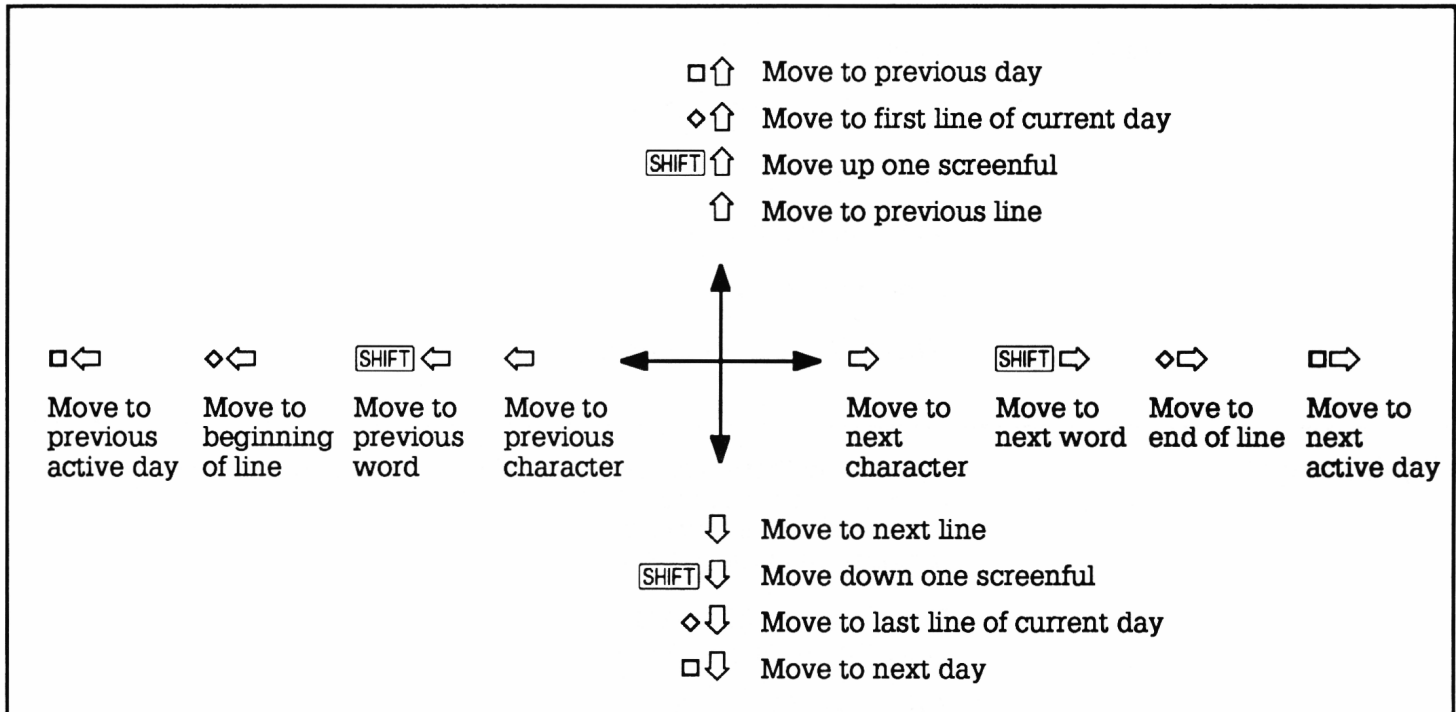 □⇧ Move to previous day
◇⇧ Move to first line of current day
SHIFT ⇧ Move up one screenful
⇧ Move to previous line
□⇦ ◇⇦ SHIFT ⇦ ⇦ ⇨ SHIFT ⇨ ◇⇨ □⇨
Move to
previous
active day
Move to
beginning
of line
Move to
previous
word
Move to
previous
character
Move to
next
character
Move to
next word
Move to
end of line
Move to
next
active day
⇩ Move to next line
SHIFT ⇩ Move down one screenful
◇⇩ Move to last line of current day
□⇩ Move to next day